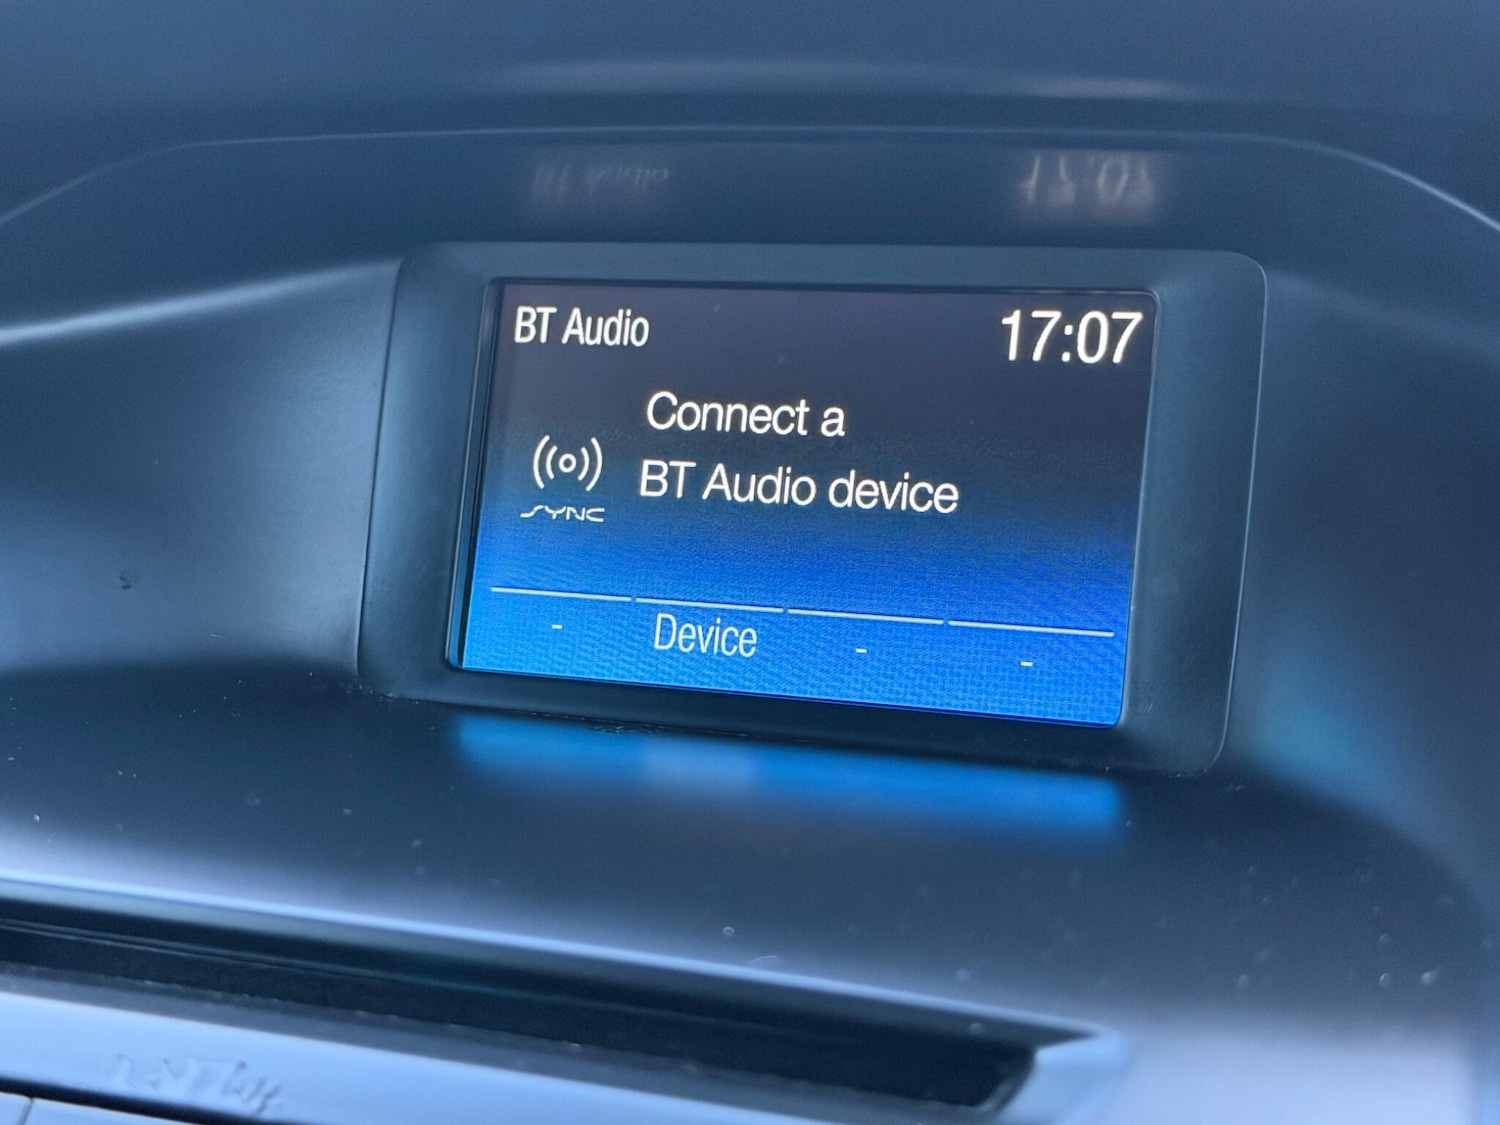 BT Audio
17:07
Connect a
BT Audio device
SYNC
- Device - -